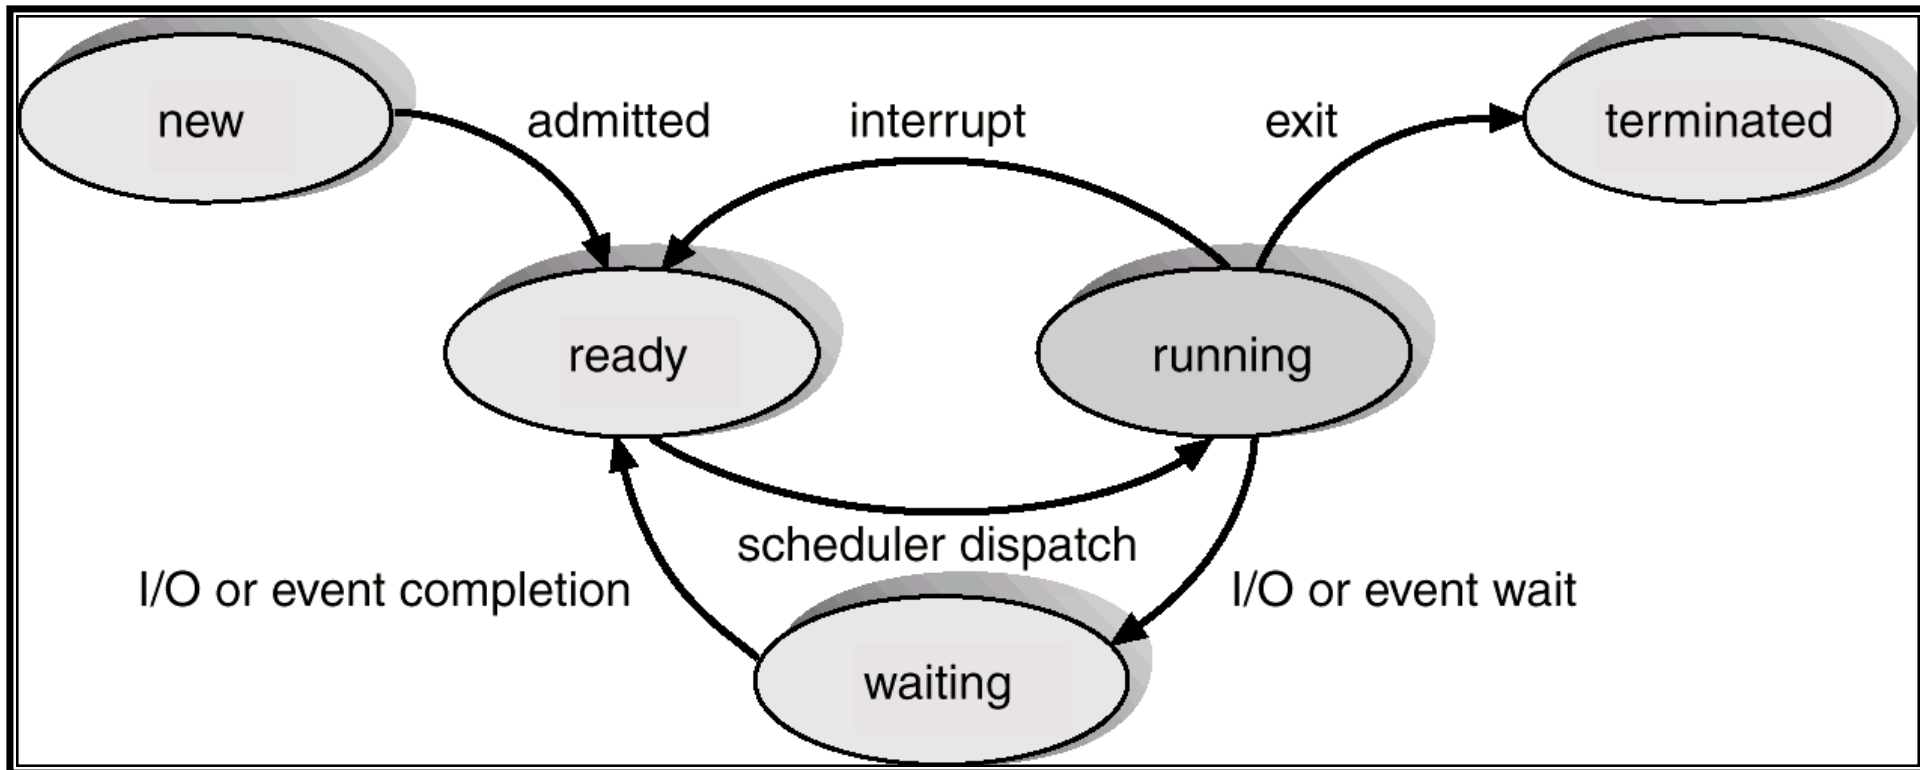 new
admitted
interrupt
exit
terminated
ready
running
scheduler dispatch
I/O or event completion
I/O or event wait
waiting